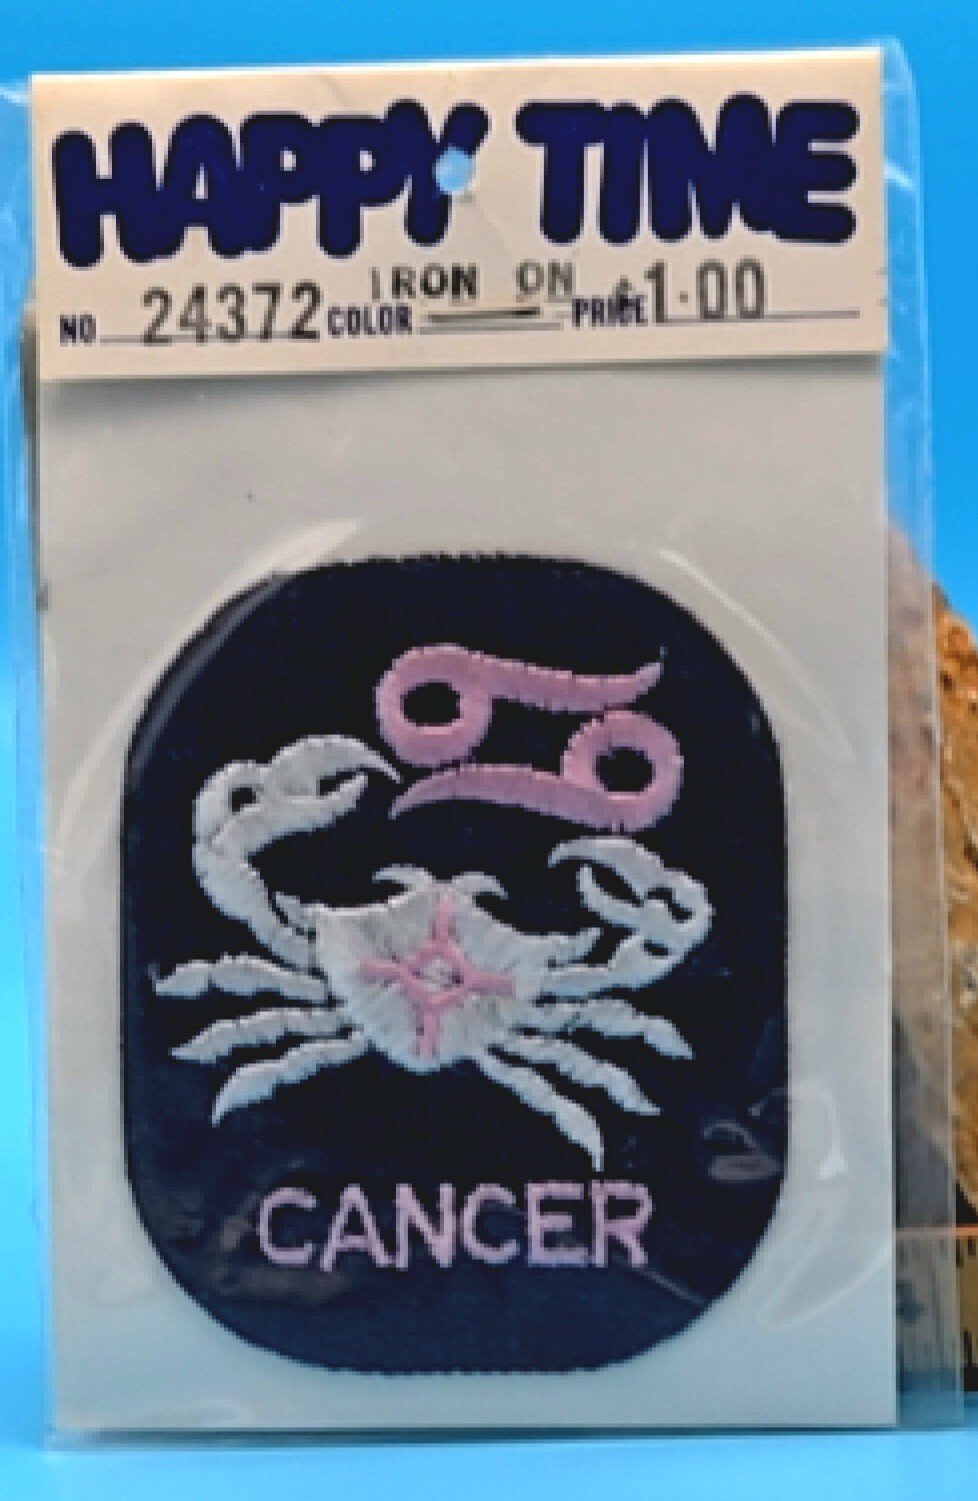 HAPPY TIME
IRON ON
NO. 24372 COLOR PRICE $1.00
CANCER